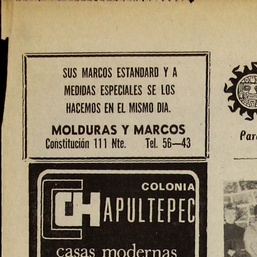 SUS MARCOS ESTANDARD Y A
MEDIDAS ESPECIALES SE LOS
HACEMOS EN EL MISMO DIA.
MOLDURAS Y MARCOS
Constitución 111 Nte. Tel. 56—43
COLONIA
CHAPULTEPEC
casas modernas